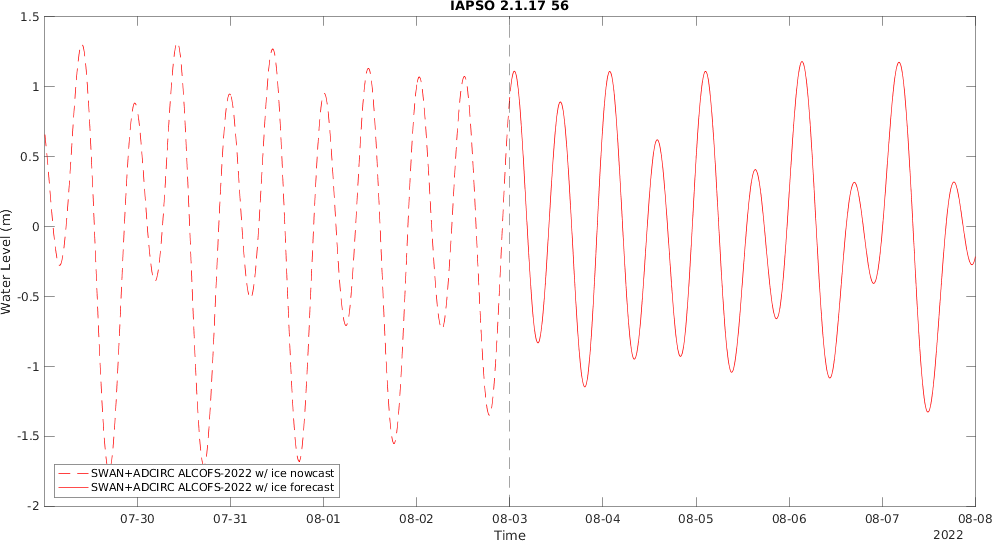 IAPSO 2.1.17 56
1.5
1
0.5
0
-0.5
-1
-1.5
-2
Water Level (m)
SWAN+ADCIRC ALCOFS-2022 w/ ice nowcast
SWAN+ADCIRC ALCOFS-2022 w/ ice forecast
07-30 07-31 08-01 08-02 08-03 08-04 08-05 08-06 08-07 08-08
Time
2022